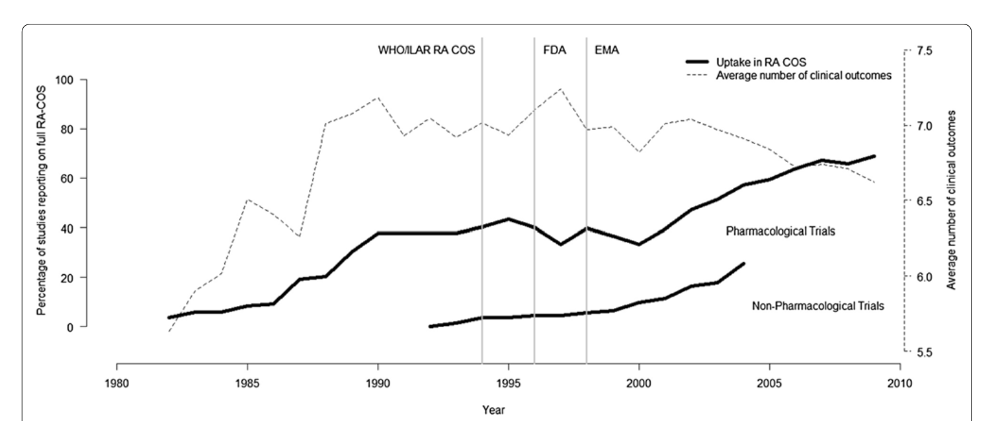 WHO/ILAR RA COS
FDA
EMA
Uptake in RA COS
Average number of clinical outcomes
Percentage of studies reporting on full RA-COS
100
80
60
40
20
0
7.5
7.0
6.5
6.0
5.5
Average number of clinical outcomes
Pharmacological Trials
Non-Pharmacological Trials
1980
1985
1990
1995
2000
2005
2010
Year